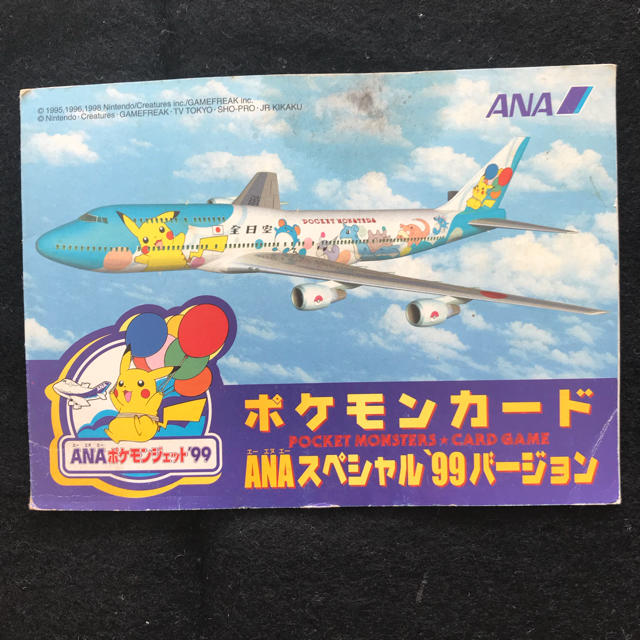 © 1995,1996,1998 Nintendo/Creatures inc./GAMEFREAK inc.
© Nintendo · Creatures · GAMEFREAK · TV TOKYO · SHO-PRO · JR KIKAKU
ANA
全日空
POCKET MONSTERS
エー エヌ エー
ANAポケモンジェット'99
ポケモンカード
POCKET MONSTERS★CARD GAME
エー エヌ エー
ANAスペシャル'99バージョン